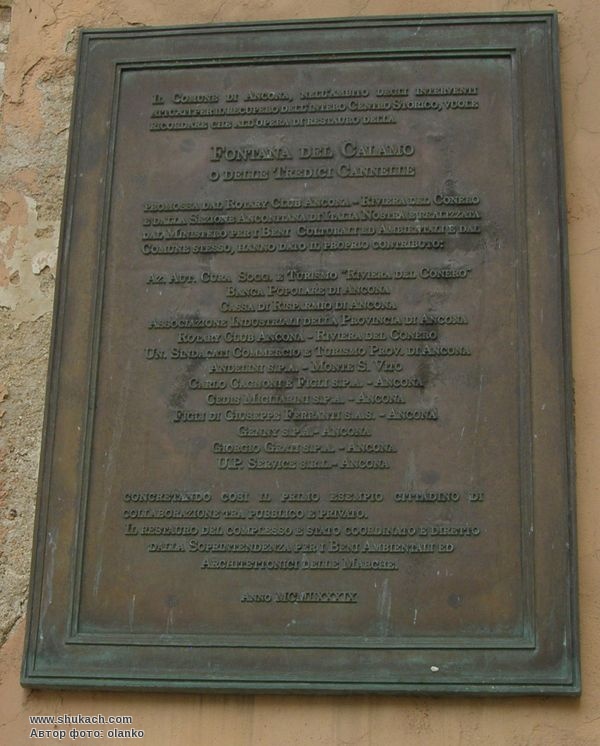 Il Comune di Ancona, nell'ambito degli interventi
avviati per il recupero dell'intero Centro Storico, vuole
ricordare che all'opera di restauro della
Fontana del Calamo
o delle Tredici Cannelle
promossa dal Rotary Club Ancona - Riviera del Conero
e dalla Sezione Anconitana di Italia Nostra e realizzata
dal Ministero per i Beni Culturali ed Ambientali e dal
Comune stesso, hanno dato il proprio contributo:
Az. Aut. Cura Sogg. e Turismo "Riviera del Conero"
Banca Popolare di Ancona
Cassa di Risparmio di Ancona
Associazione Industriali della Provincia di Ancona
Rotary Club Ancona - Riviera del Conero
Un. Sindacati Commercio e Turismo Prov. di Ancona
Andelini s.p.a. - Monte S. Vito
Carlo Cagnoni e Figli s.p.a. - Ancona
Gedis Migliarini s.p.a. - Ancona
Figli di Giuseppe Ferranti s.a.s. - Ancona
Genny s.p.a. - Ancona
Giorgio Grati s.p.a. - Ancona
U.P. Service s.r.l. - Ancona
concretando così il primo esempio cittadino di
collaborazione tra pubblico e privato.
Il restauro del complesso è stato coordinato e diretto
dalla Soprintendenza per i Beni Ambientali ed
Architettonici delle Marche.
Anno MCMLXXXIX
www.shukach.com
Автор фото: olanko